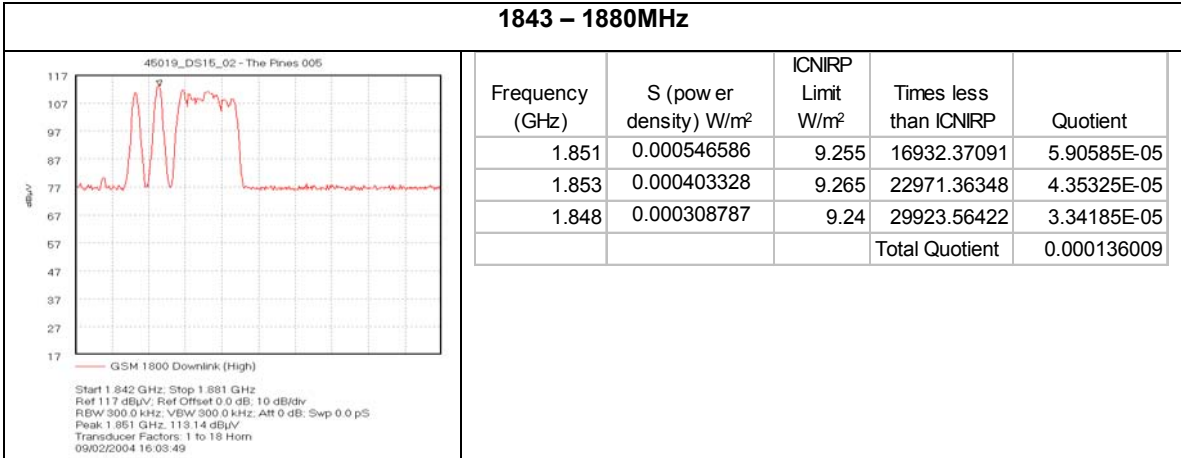 1843 – 1880MHz
45019_DS15_02 - The Pines 005
117
107
97
87
77
67
57
47
37
27
17
dBµV
GSM 1800 Downlink (High)
Start 1.842 GHz; Stop 1.881 GHz
Ref 117 dBµV; Ref Offset 0.0 dB; 10 dB/div
RBW 300.0 kHz; VBW 300.0 kHz; Att 0 dB; Swp 0.0 pS
Peak 1.851 GHz, 113.14 dBµV
Transducer Factors: 1 to 18 Horn
09/02/2004 16:03:49
Frequency (GHz) S (power density) W/m² ICNIRP Limit W/m² Times less than ICNIRP Quotient
1.851 0.000546586 9.255 16932.37091 5.90585E-05
1.853 0.000403328 9.265 22971.36348 4.35325E-05
1.848 0.000308787 9.24 29923.56422 3.34185E-05
Total Quotient 0.000136009